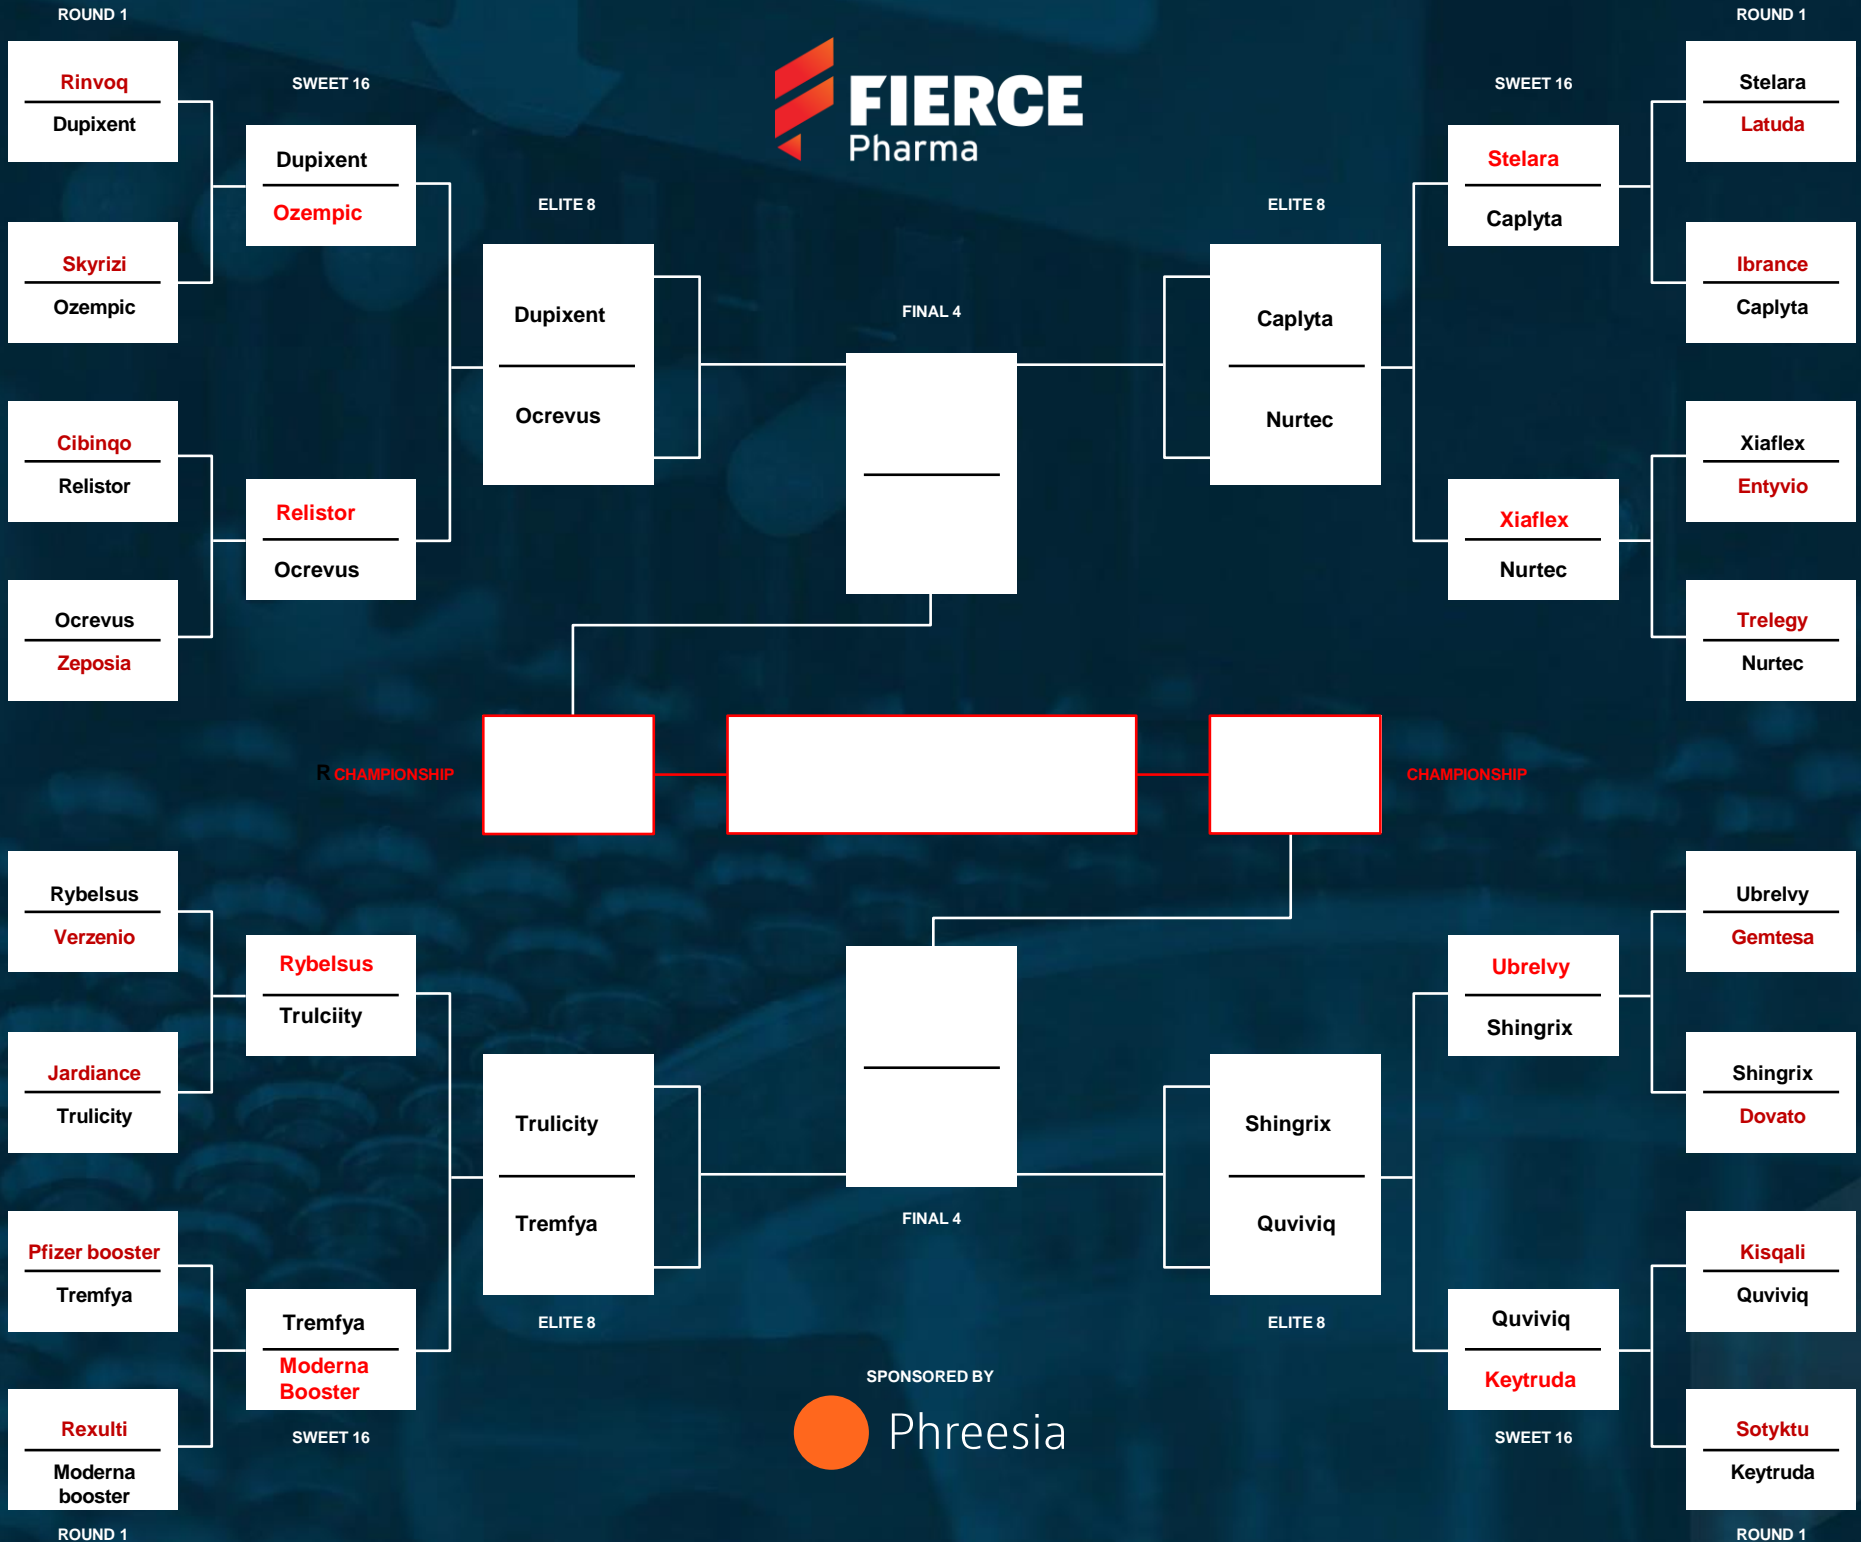 ROUND 1
ROUND 1
Rinvoq
Dupixent
SWEET 16
FIERCE
Pharma
SWEET 16
Stelara
Latuda
Dupixent
Ozempic
Stelara
Caplyta
ELITE 8
ELITE 8
Skyrizi
Ozempic
Ibrance
Caplyta
Dupixent
Ocrevus
FINAL 4
Caplyta
Nurtec
Cibinqo
Relistor
Xiaflex
Entyvio
Relistor
Ocrevus
Xiaflex
Nurtec
Ocrevus
Zeposia
Trelegy
Nurtec
R CHAMPIONSHIP
CHAMPIONSHIP
Rybelsus
Verzenio
Ubrelvy
Gemtesa
Rybelsus
Trulciity
Ubrelvy
Shingrix
Jardiance
Trulicity
Shingrix
Dovato
Trulicity
Tremfya
Shingrix
Quviviq
FINAL 4
Pfizer booster
Tremfya
Kisqali
Quviviq
ELITE 8
ELITE 8
Tremfya
Moderna
Booster
Quviviq
Keytruda
SPONSORED BY
Phreesia
SWEET 16
SWEET 16
Rexulti
Moderna
booster
Sotyktu
Keytruda
ROUND 1
ROUND 1